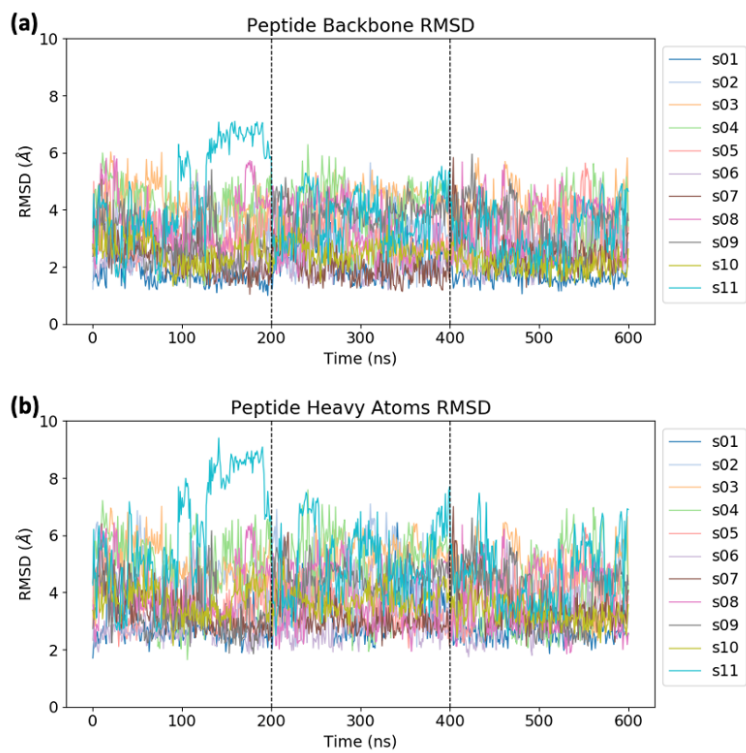 (a)
Peptide Backbone RMSD
10
8
6
4
2
0
RMSD (Å)
0 100 200 300 400 500 600
Time (ns)
s01
s02
s03
s04
s05
s06
s07
s08
s09
s10
s11
(b)
Peptide Heavy Atoms RMSD
10
8
6
4
2
0
RMSD (Å)
0 100 200 300 400 500 600
Time (ns)
s01
s02
s03
s04
s05
s06
s07
s08
s09
s10
s11